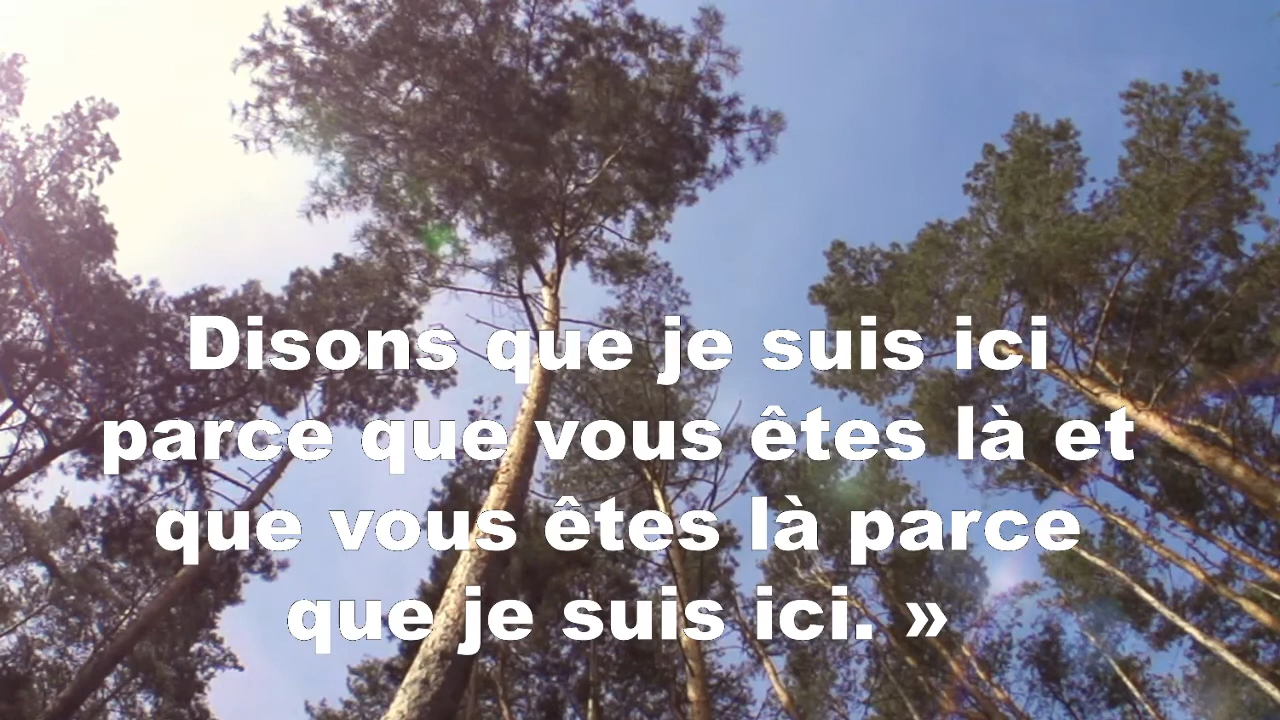 Disons que je suis ici
parce que vous êtes là et
que vous êtes là parce
que je suis ici. »